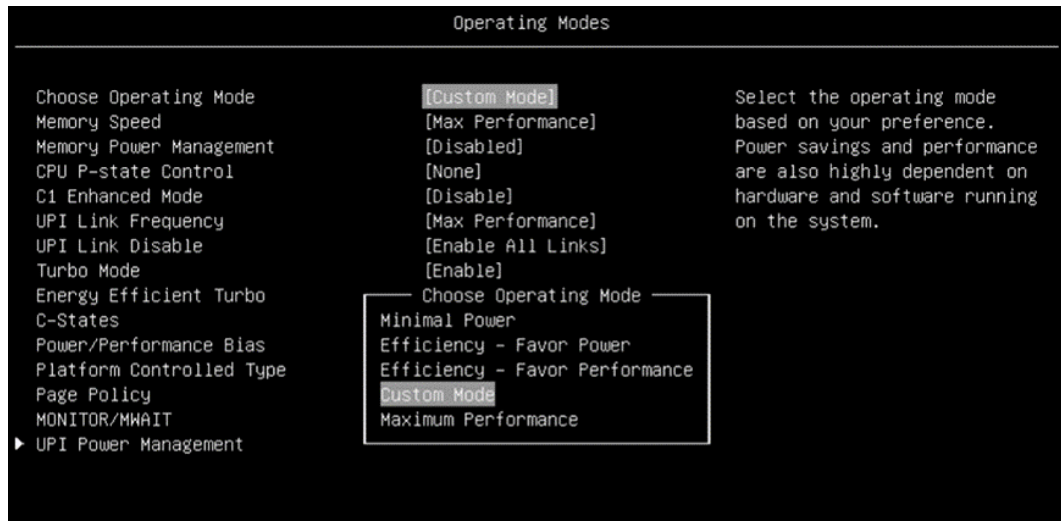 Operating Modes
Choose Operating Mode [Custom Mode] Select the operating mode
Memory Speed [Max Performance] based on your preference.
Memory Power Management [Disabled] Power savings and performance
CPU P-state Control [None] are also highly dependent on
C1 Enhanced Mode [Disable] hardware and software running
UPI Link Frequency [Max Performance] on the system.
UPI Link Disable [Enable All Links]
Turbo Mode [Enable]
Energy Efficient Turbo Choose Operating Mode
C-States Minimal Power
Power/Performance Bias Efficiency - Favor Power
Platform Controlled Type Efficiency - Favor Performance
Page Policy Custom Mode
MONITOR/MWAIT Maximum Performance
UPI Power Management